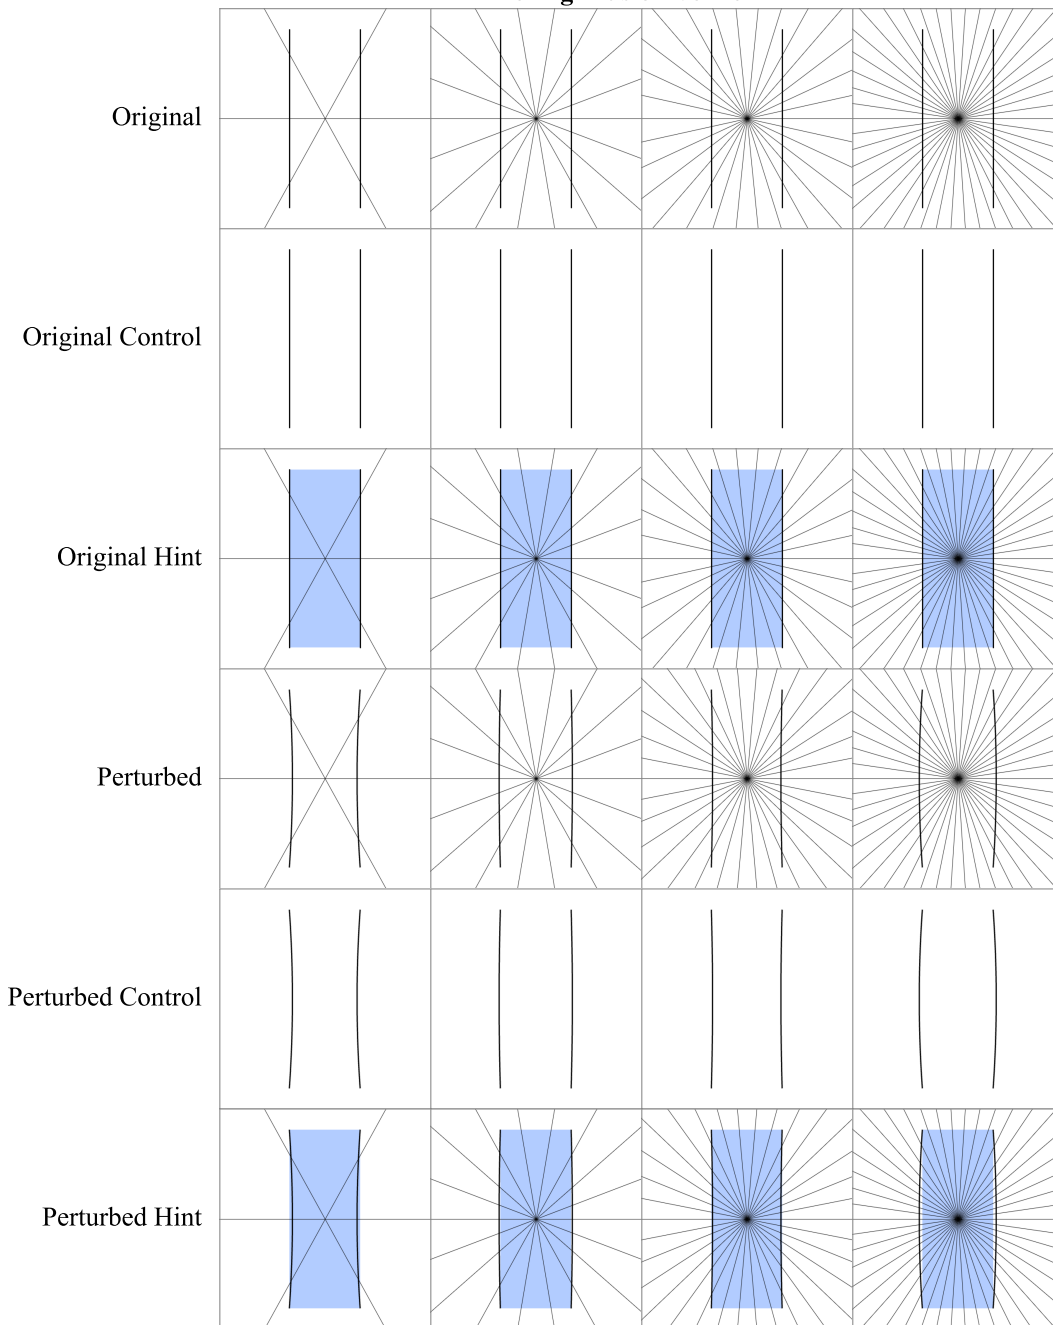 Original
Original Control
Original Hint
Perturbed
Perturbed Control
Perturbed Hint